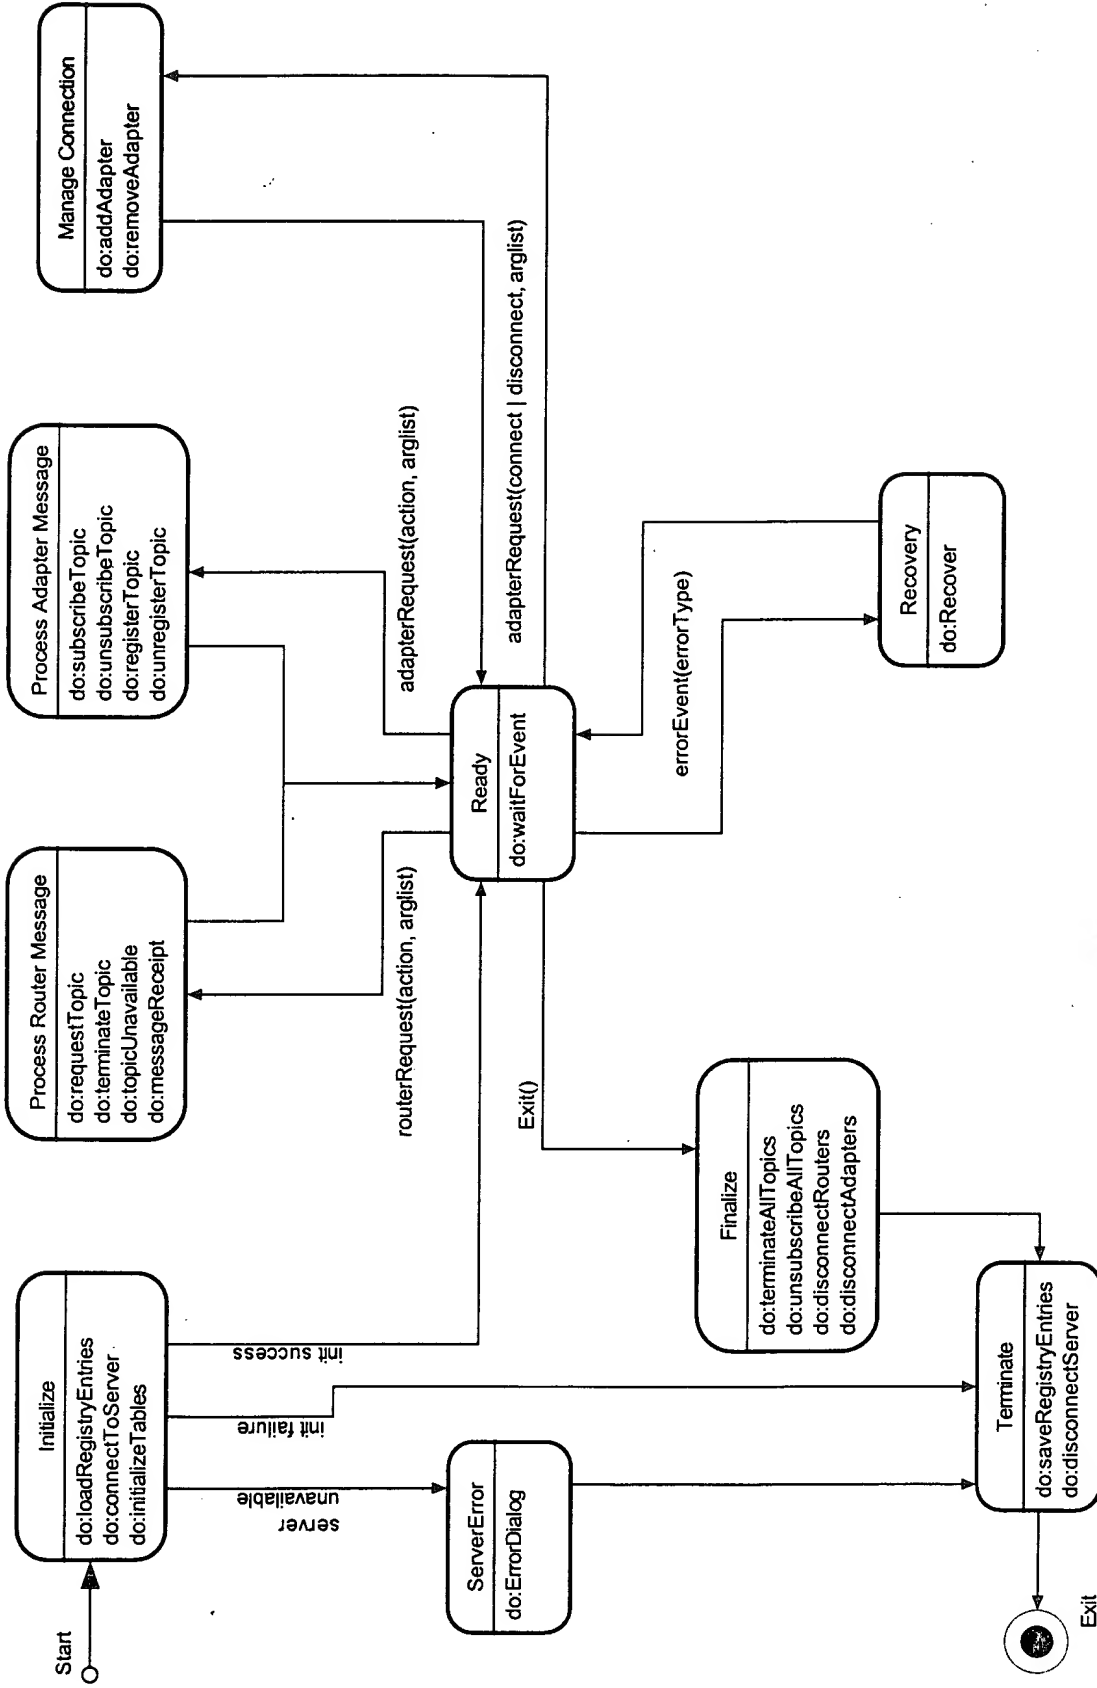 Start
Initialize
do:loadRegistryEntries
do:connectToServer
do:initializeTables
server
unavailable
init failure
init success
ServerError
do:ErrorDialog
Process Router Message
do:requestTopic
do:terminateTopic
do:topicUnavailable
do:messageReceipt
routerRequest(action, arglist)
Process Adapter Message
do:subscribeTopic
do:unsubscribeTopic
do:registerTopic
do:unregisterTopic
adapterRequest(action, arglist)
Manage Connection
do:addAdapter
do:removeAdapter
adapterRequest(connect | disconnect, arglist)
Ready
do:waitForEvent
errorEvent(errorType)
Recovery
do:Recover
Exit()
Finalize
do:terminateAllTopics
do:unsubscribeAllTopics
do:disconnectRouters
do:disconnectAdapters
Terminate
do:saveRegistryEntries
do:disconnectServer
Exit